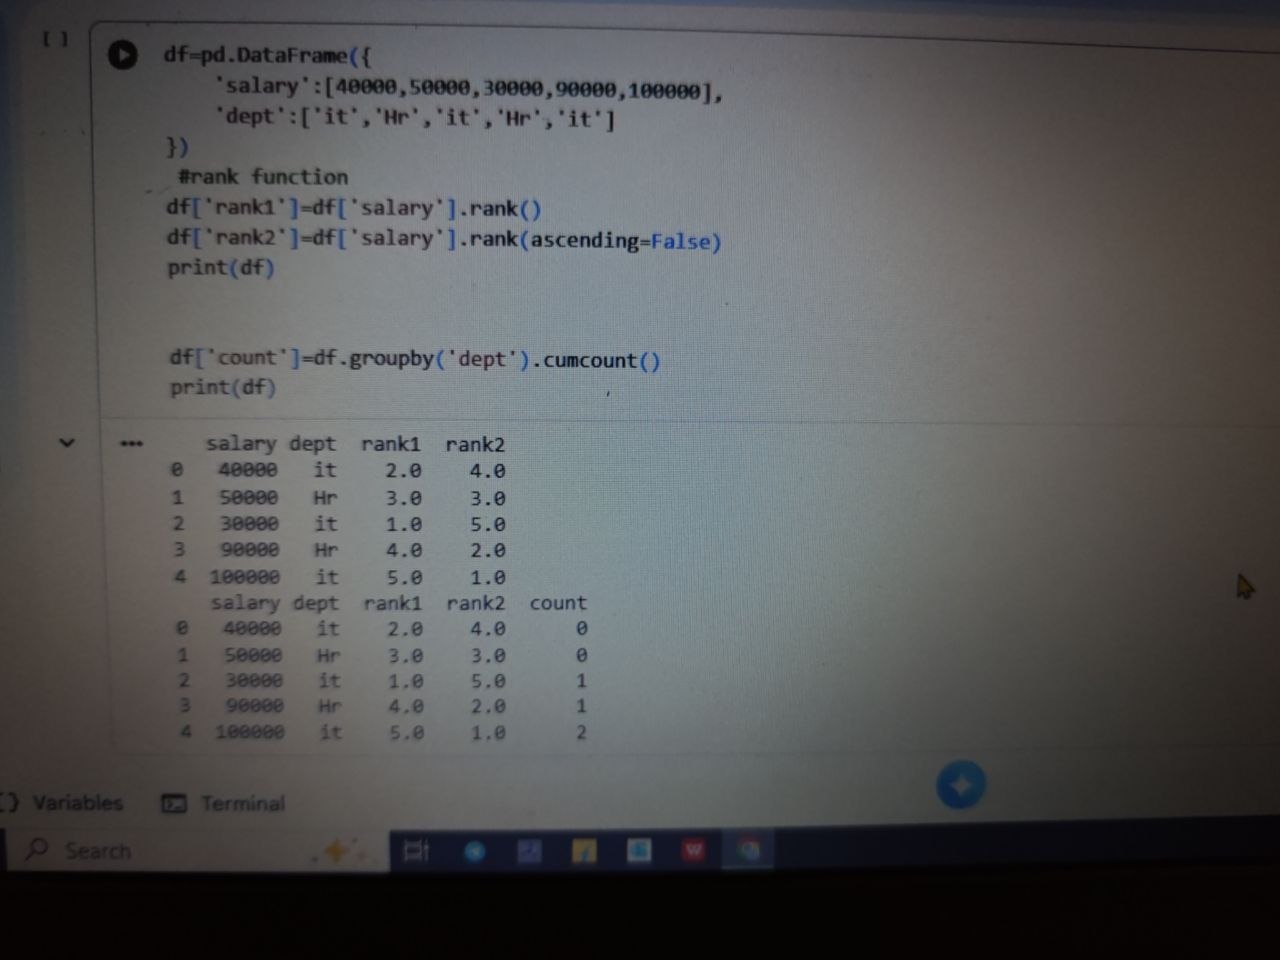 [ ]
df=pd.DataFrame({
    'salary':[40000,50000,30000,90000,100000],
    'dept':['it','Hr','it','Hr','it']
})
 #rank function
df['rank1']=df['salary'].rank()
df['rank2']=df['salary'].rank(ascending=False)
print(df)
df['count']=df.groupby('dept').cumcount()
print(df)
   salary dept  rank1  rank2
0   40000   it    2.0    4.0
1   50000   Hr    3.0    3.0
2   30000   it    1.0    5.0
3   90000   Hr    4.0    2.0
4  100000   it    5.0    1.0
   salary dept  rank1  rank2  count
0   40000   it    2.0    4.0      0
1   50000   Hr    3.0    3.0      0
2   30000   it    1.0    5.0      1
3   90000   Hr    4.0    2.0      1
4  100000   it    5.0    1.0      2
{} Variables Terminal
Search W